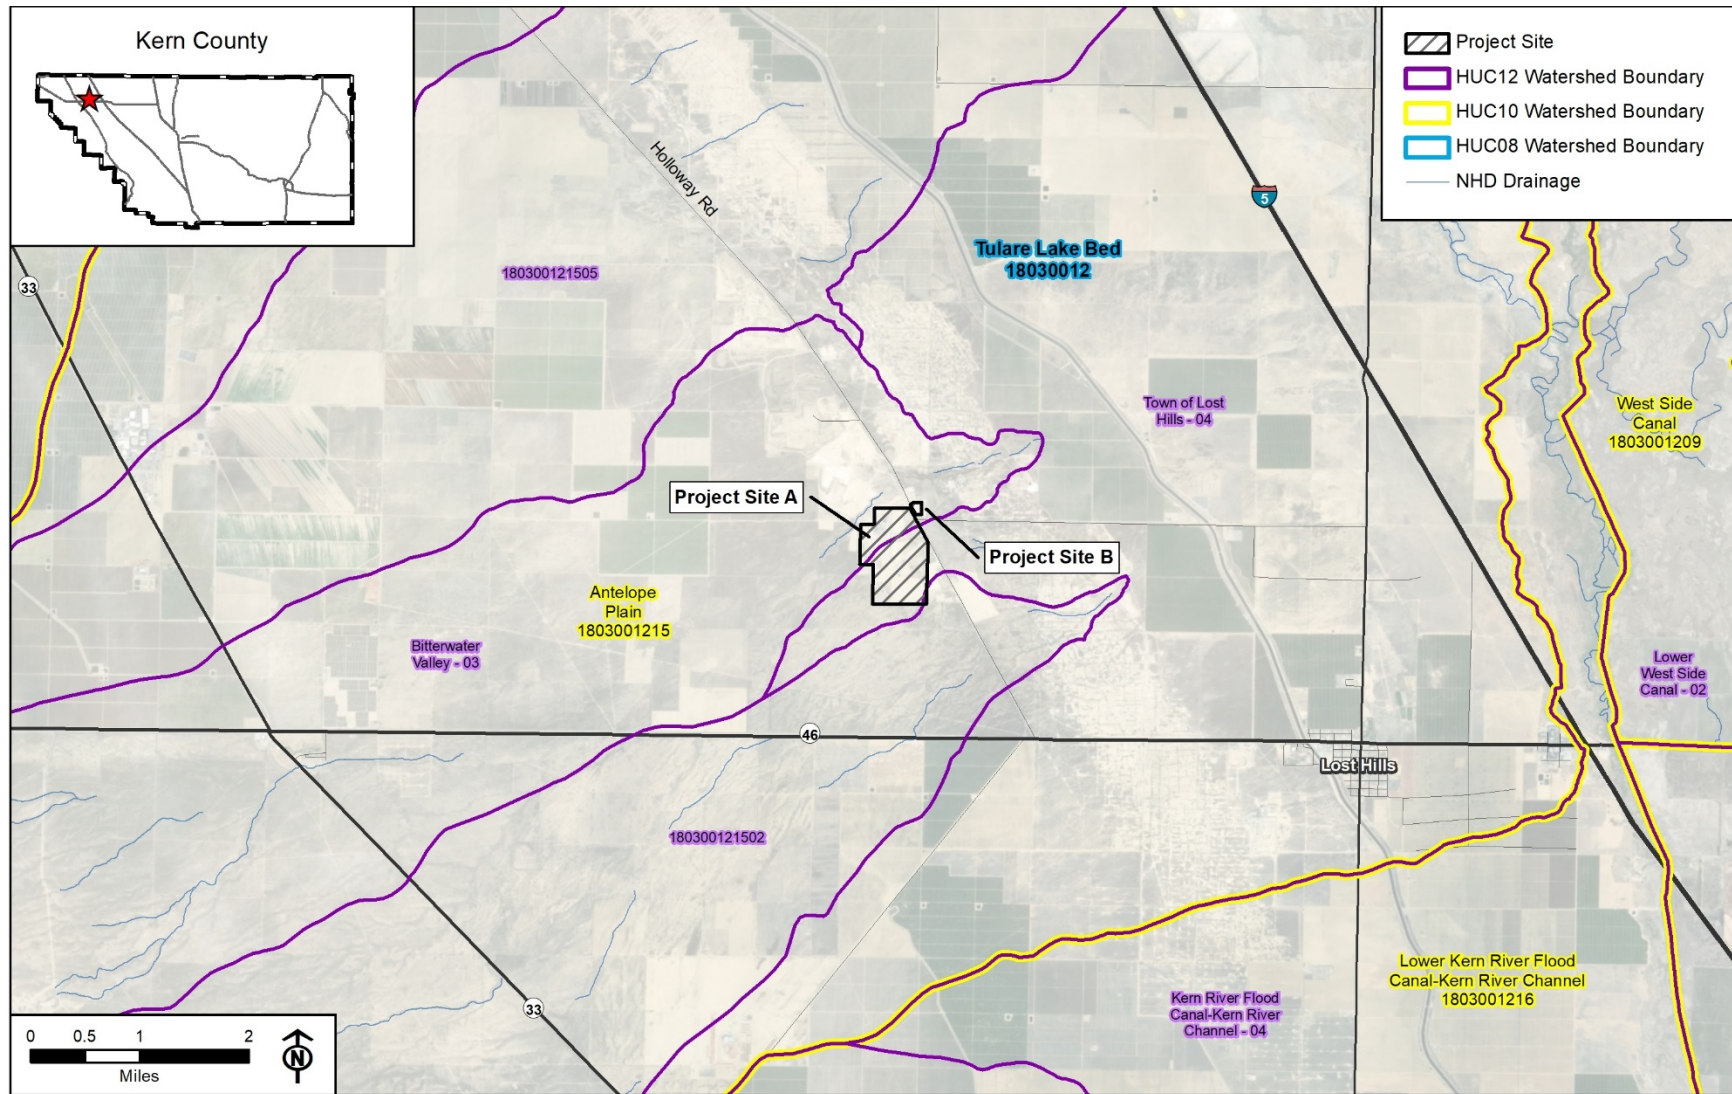 Kern County
Project Site
HUC12 Watershed Boundary
HUC10 Watershed Boundary
HUC08 Watershed Boundary
NHD Drainage
Holloway Rd
5
Tulare Lake Bed
18030012
180300121505
33
Town of Lost
Hills - 04
West Side
Canal
1803001209
Project Site A
Project Site B
Antelope
Plain
1803001215
Bitterwater
Valley - 03
Lower
West Side
Canal - 02
46
Lost Hills
180300121502
Lower Kern River Flood
Canal-Kern River Channel
1803001216
Kern River Flood
Canal-Kern River
Channel - 04
33
0 0.5 1 2
Miles
N